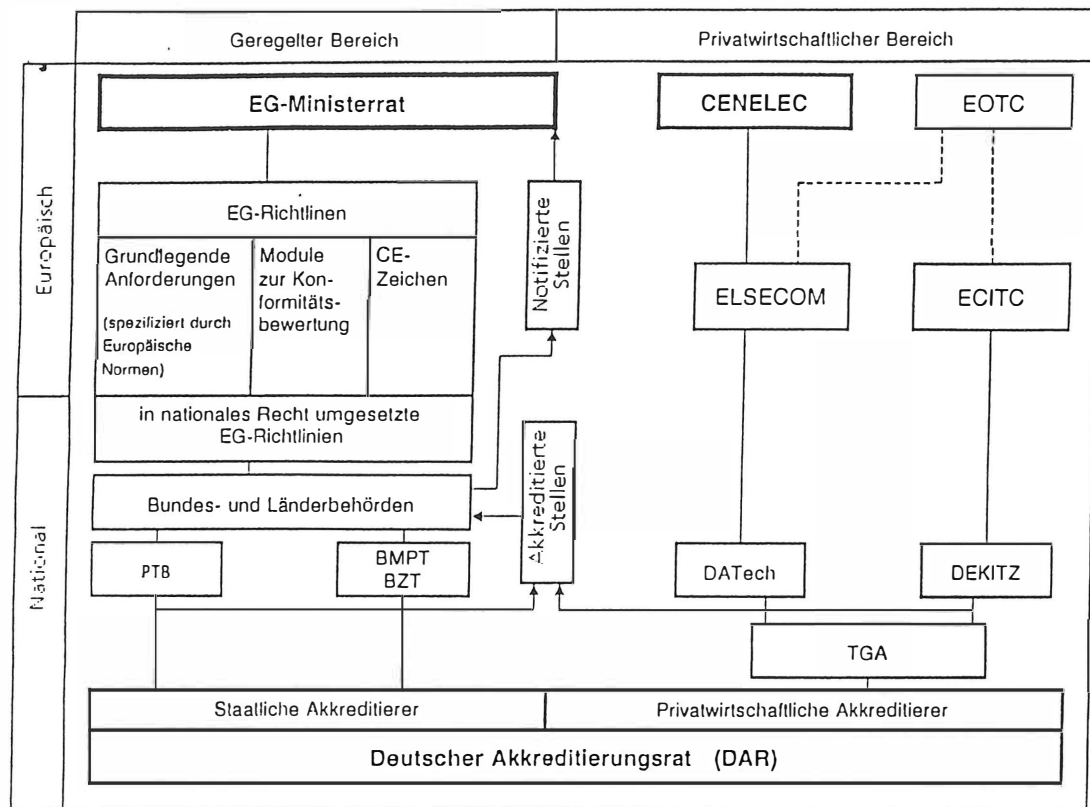 Geregelter Bereich
Privatwirtschaftlicher Bereich
Europäisch
EG-Ministerrat
CENELEC
EOTC
EG-Richtlinen
Grundlegende
Anforderungen
(speziliziert durch
Europäische
Normen)
Module
zur Kon-
formitäts-
bewertung
CE-
Zeichen
Notifizierte
Stellen
ELSECOM
ECITC
National
in nationales Recht umgesetzte
EG-Richtlinien
Bundes- und Länderbehörden
Akkreditierte
Stellen
PTB
BMPT
BZT
DATech
DEKITZ
TGA
Staatliche Akkreditierer
Privatwirtschaftliche Akkreditierer
Deutscher Akkreditierungsrat (DAR)